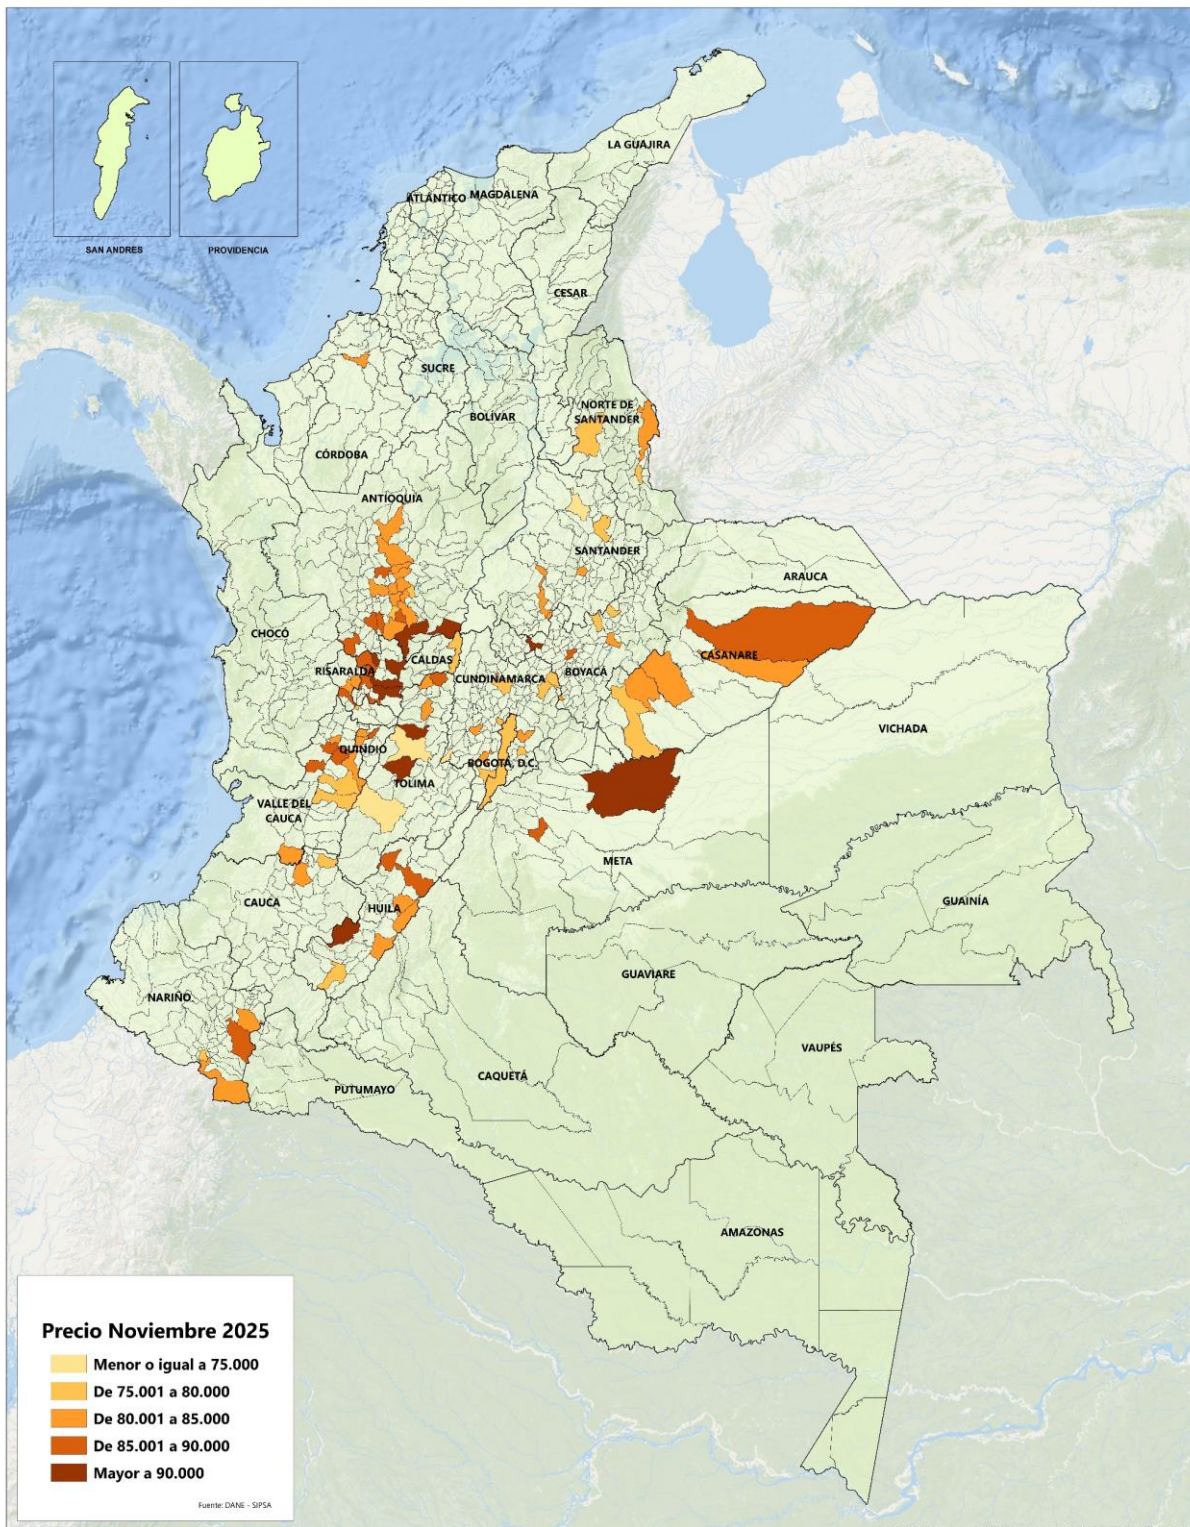 LA GUAJIRA
ATLÁNTICO
MAGDALENA
SAN ANDRES
PROVIDENCIA
CESAR
SUCRE
NORTE DE
SANTANDER
BOLÍVAR
CÓRDOBA
ANTIOQUIA
SANTANDER
ARAUCA
CHOCÓ
CASANARE
CALDAS
RISARALDA
BOYACÁ
CUNDINAMARCA
VICHADA
QUINDIO
BOGOTÁ, D.C.
TOLIMA
VALLE DEL
CAUCA
META
CAUCA
HUILA
GUAINÍA
GUAVIARE
NARIÑO
VAUPÉS
CAQUETÁ
PUTUMAYO
AMAZONAS
Precio Noviembre 2025
Menor o igual a 75.000
De 75.001 a 80.000
De 80.001 a 85.000
De 85.001 a 90.000
Mayor a 90.000
Fuente: DANE - SIPSA